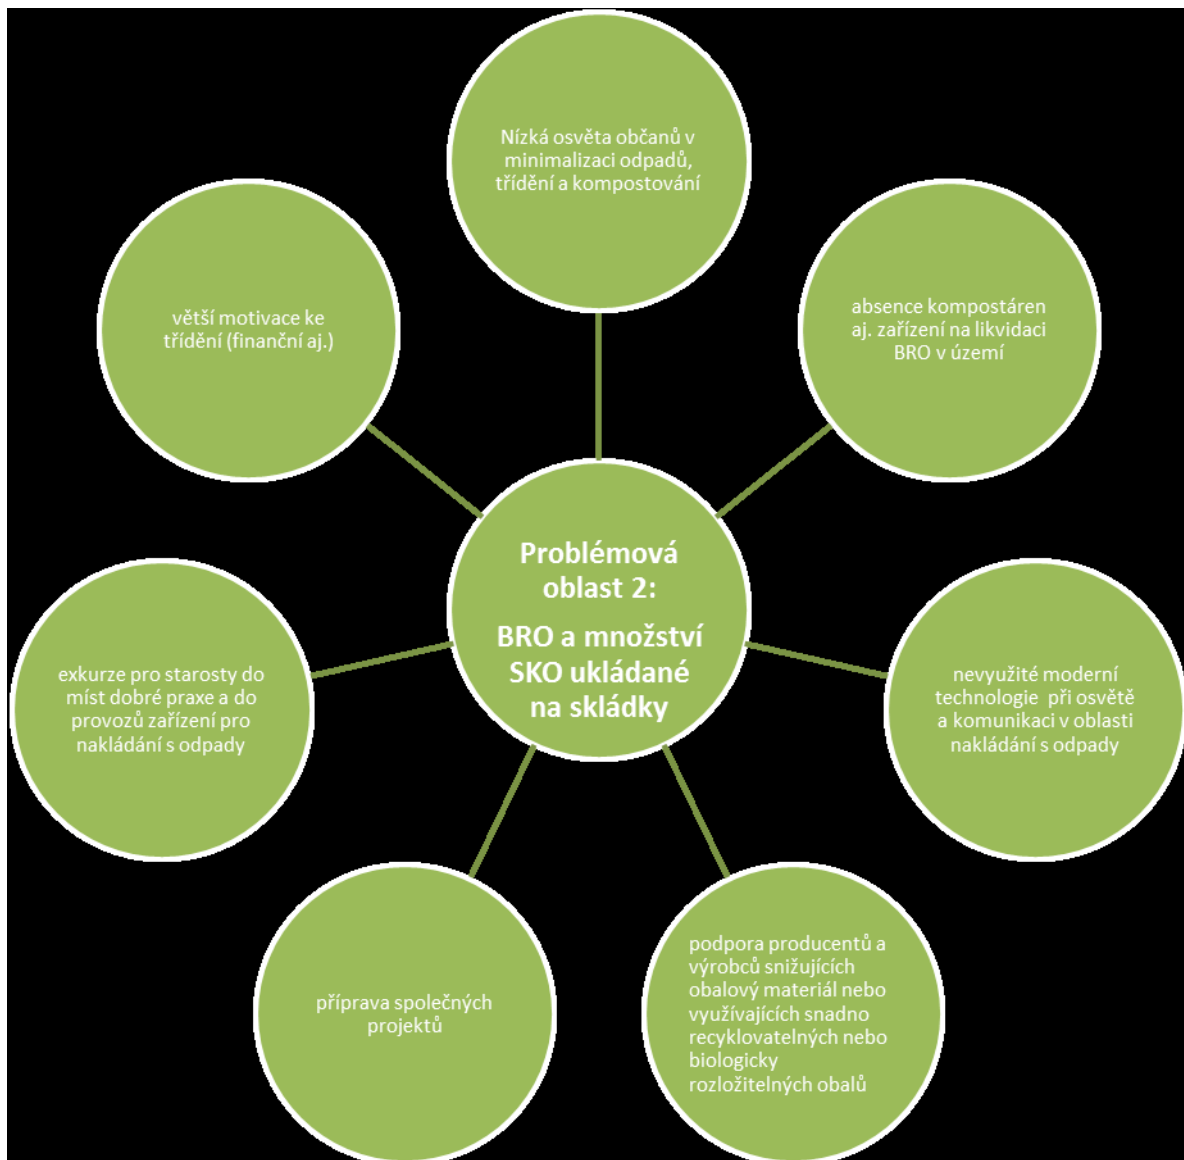 Nízká osvěta občanů v
minimalizaci odpadů,
třídění a kompostování
absence kompostáren
aj. zařízení na likvidaci
BRO v území
nevyužité moderní
technologie při osvětě
a komunikaci v oblasti
nakládání s odpady
podpora producentů a
výrobců snižujících
obalový materiál nebo
využívajících snadno
recyklovatelných nebo
biologicky
rozložitelných obalů
příprava společných
projektů
exkurze pro starosty do
míst dobré praxe a do
provozů zařízení pro
nakládání s odpady
větší motivace ke
třídění (finanční aj.)
Problémová
oblast 2:
BRO a množství
SKO ukládané
na skládky